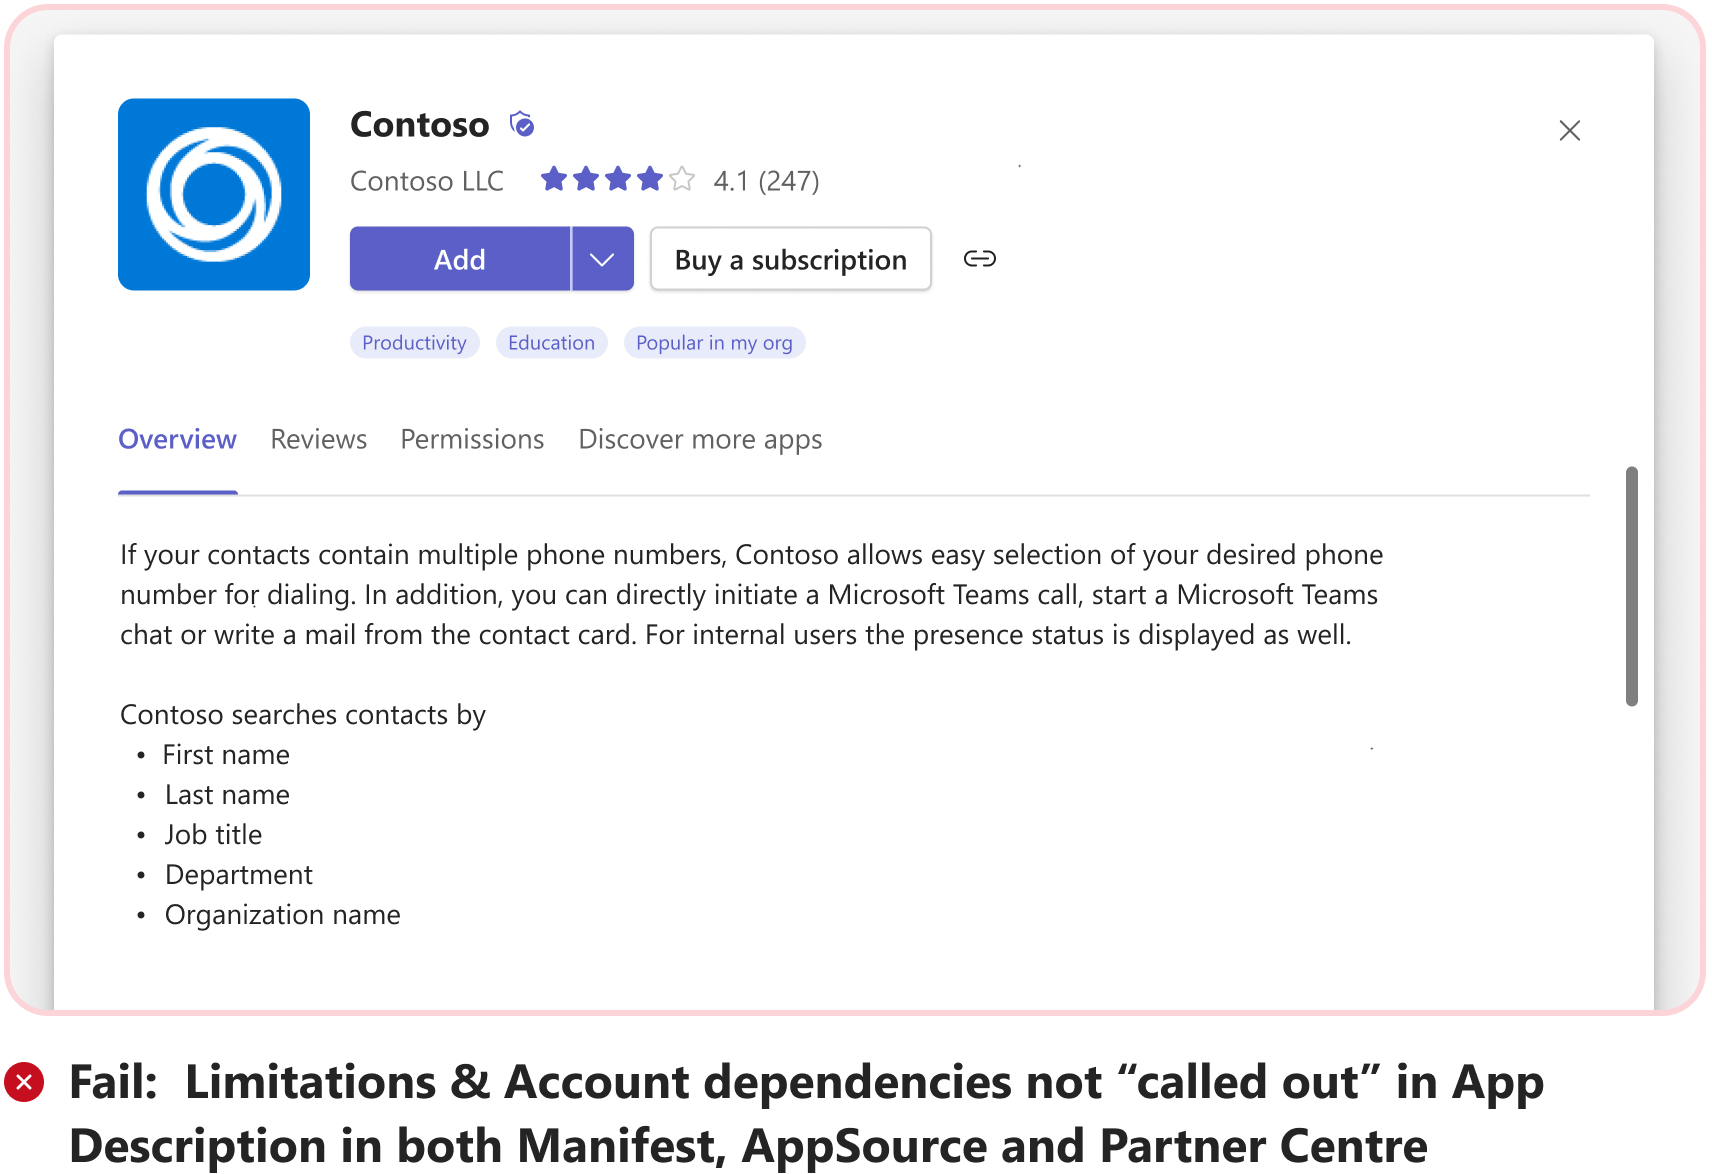 Contoso
Contoso LLC 4.1 (247)
Add Buy a subscription
Productivity Education Popular in my org
Overview Reviews Permissions Discover more apps
If your contacts contain multiple phone numbers, Contoso allows easy selection of your desired phone
number for dialing. In addition, you can directly initiate a Microsoft Teams call, start a Microsoft Teams
chat or write a mail from the contact card. For internal users the presence status is displayed as well.
Contoso searches contacts by
• First name
• Last name
• Job title
• Department
• Organization name
Fail: Limitations & Account dependencies not “called out” in App
Description in both Manifest, AppSource and Partner Centre